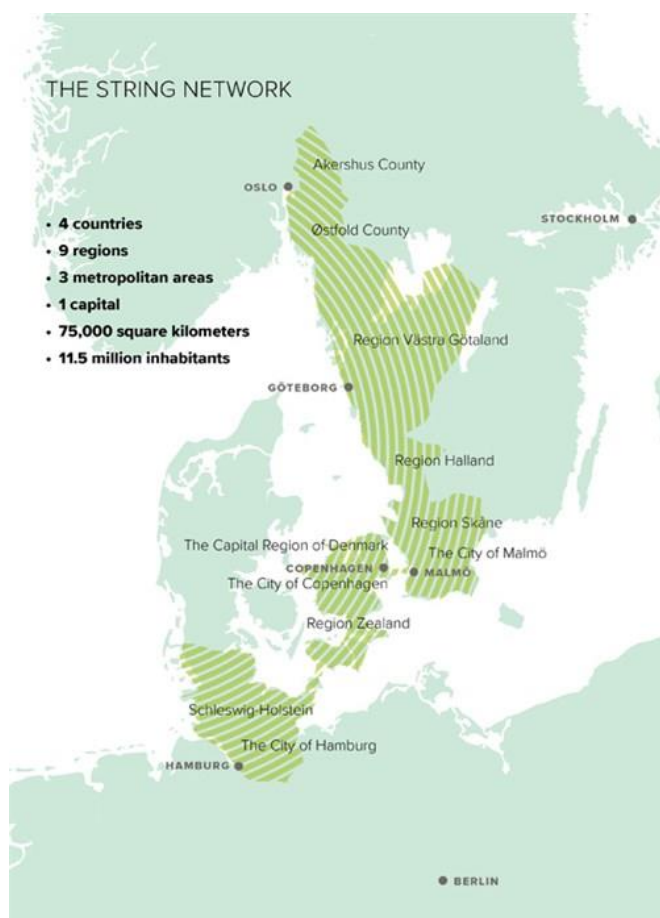 THE STRING NETWORK
Akershus County
OSLO
• 4 countries
STOCKHOLM
Østfold County
• 9 regions
• 3 metropolitan areas
• 1 capital
• 75,000 square kilometers
Region Västra Götaland
• 11.5 million inhabitants
GÖTEBORG
Region Halland
Region Skåne
The Capital Region of Denmark
The City of Malmö
COPENHAGEN
MALMÖ
The City of Copenhagen
Region Zealand
Schleswig-Holstein
The City of Hamburg
HAMBURG
BERLIN